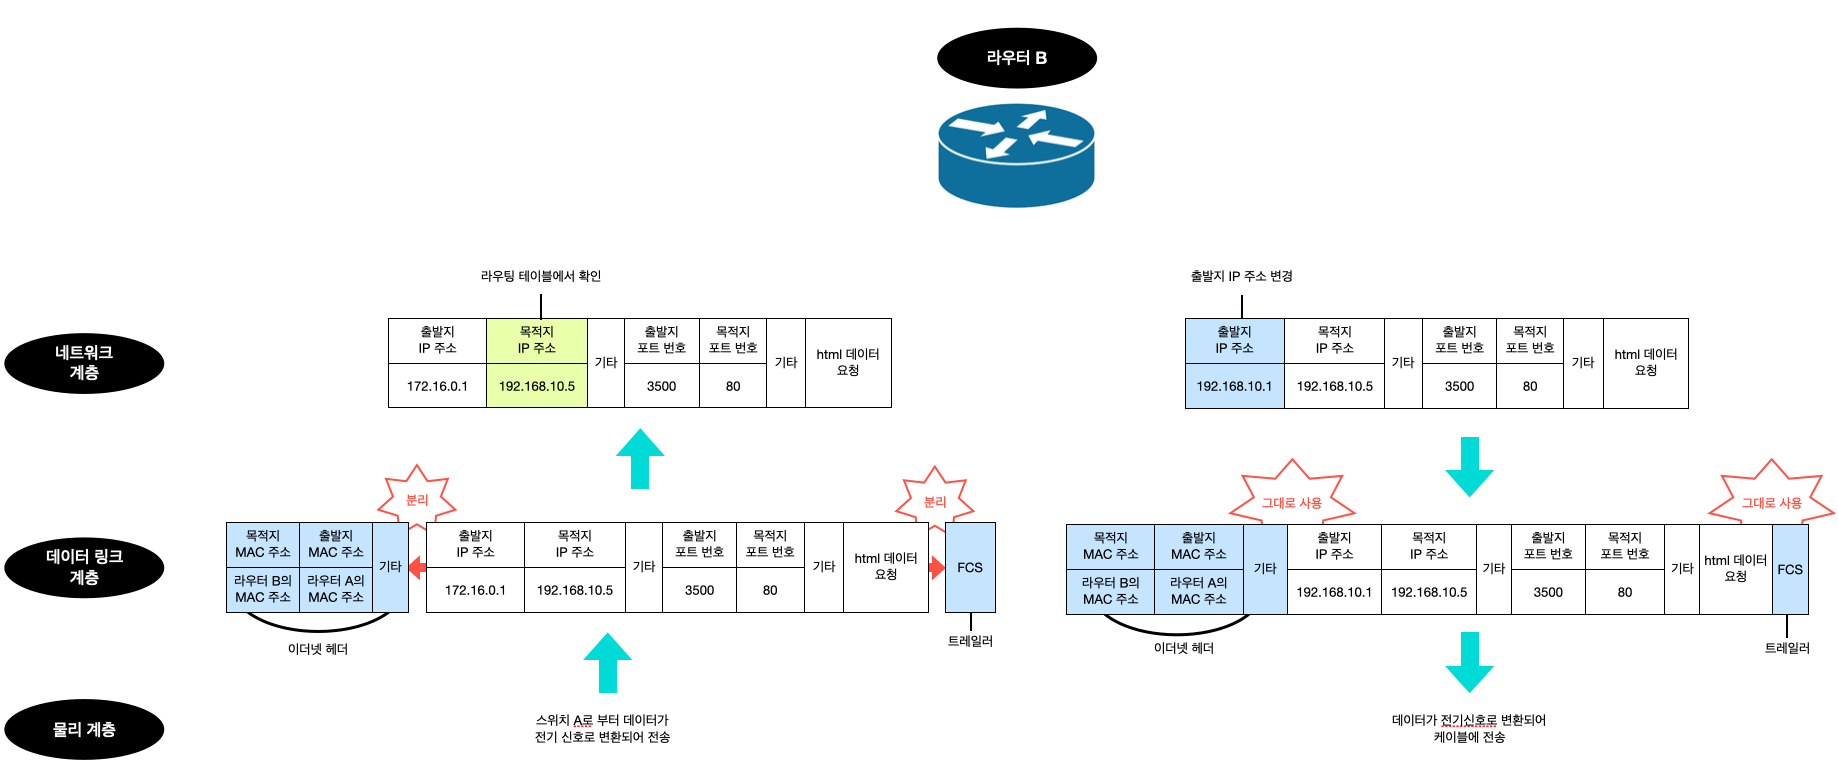 라우터 B
라우팅 테이블에서 확인
출발지 IP 주소 변경
네트워크
계층
출발지
IP 주소
목적지
IP 주소
기타
출발지
포트 번호
목적지
포트 번호
기타
html 데이터
요청
172.16.0.1
192.168.10.5
3500
80
출발지
IP 주소
목적지
IP 주소
기타
출발지
포트 번호
목적지
포트 번호
기타
html 데이터
요청
192.168.10.1
192.168.10.5
3500
80
분리
분리
그대로 사용
그대로 사용
데이터 링크
계층
목적지
MAC 주소
출발지
MAC 주소
기타
라우터 B의
MAC 주소
라우터 A의
MAC 주소
출발지
IP 주소
목적지
IP 주소
기타
출발지
포트 번호
목적지
포트 번호
기타
html 데이터
요청
172.16.0.1
192.168.10.5
3500
80
FCS
목적지
MAC 주소
출발지
MAC 주소
기타
라우터 B의
MAC 주소
라우터 A의
MAC 주소
출발지
IP 주소
목적지
IP 주소
기타
출발지
포트 번호
목적지
포트 번호
기타
html 데이터
요청
192.168.10.1
192.168.10.5
3500
80
FCS
이더넷 헤더
트레일러
이더넷 헤더
트레일러
물리 계층
스위치 A로 부터 데이터가
전기 신호로 변환되어 전송
데이터가 전기신호로 변환되어
케이블에 전송